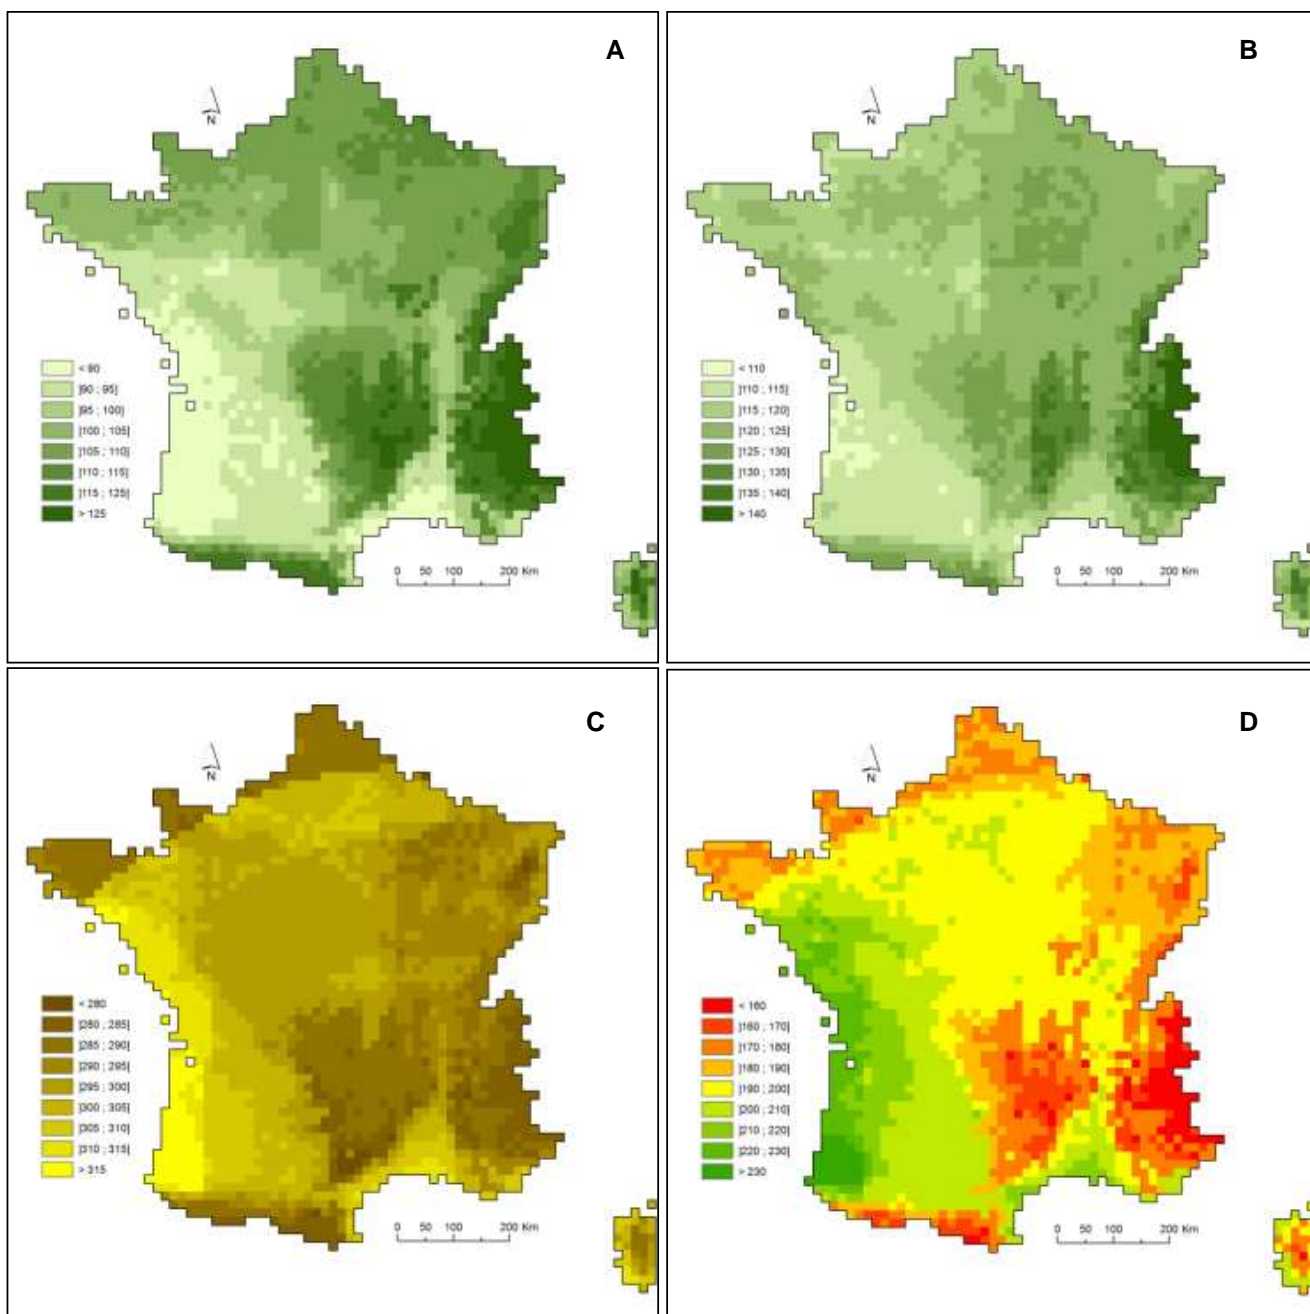 A
N
< 90
]90 ; 95]
]95 ; 100]
]100 ; 105]
]105 ; 110]
]110 ; 115]
]115 ; 125]
> 125
0 50 100 200 Km
B
N
< 110
]110 ; 115]
]115 ; 120]
]120 ; 125]
]125 ; 130]
]130 ; 135]
]135 ; 140]
> 140
0 50 100 200 Km
C
N
< 280
]280 ; 285]
]285 ; 290]
]290 ; 295]
]295 ; 300]
]300 ; 305]
]305 ; 310]
]310 ; 315]
> 315
0 50 100 200 Km
D
N
< 160
]160 ; 170]
]170 ; 180]
]180 ; 190]
]190 ; 200]
]200 ; 210]
]210 ; 220]
]220 ; 230]
> 230
0 50 100 200 Km